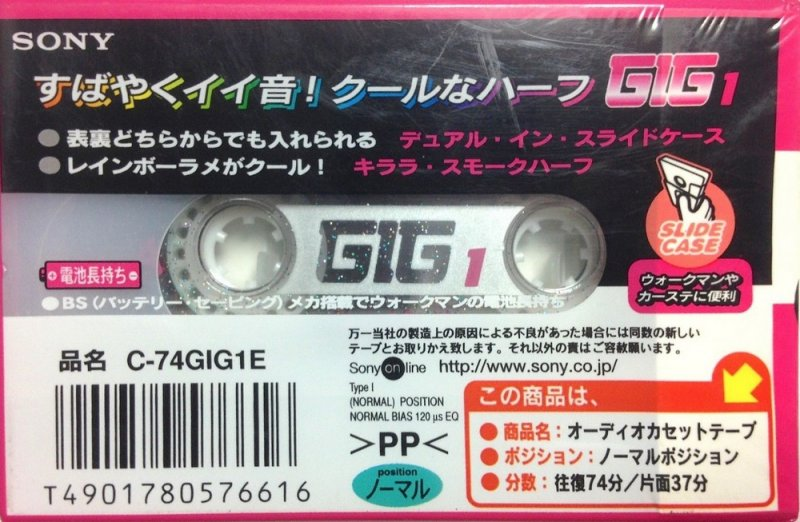 SONY
すばやくイイ音！クールなハーフ GIG 1
● 表裏どちらからでも入れられる デュアル・イン・スライドケース
● レインボーラメがクール！ キララ・スモークハーフ
SLIDE
CASE
GIG 1
+ 電池長持ち -
ウォークマンや
カーステに便利
● BS（バッテリー・セービング）メカ搭載でウォークマンの電池長持ち
万一当社の製造上の原因による不良があった場合には同数の新しい
テープとお取りかえ致します。それ以外の責はご容赦願います。
品名 C-74GIG1E
Sony on line http://www.sony.co.jp/
Type I
(NORMAL) POSITION
NORMAL BIAS 120 μs EQ
>PP<
position
ノーマル
この商品は、
● 商品名：オーディオカセットテープ
● ポジション：ノーマルポジション
● 分数：往復74分／片面37分
T4901780576616